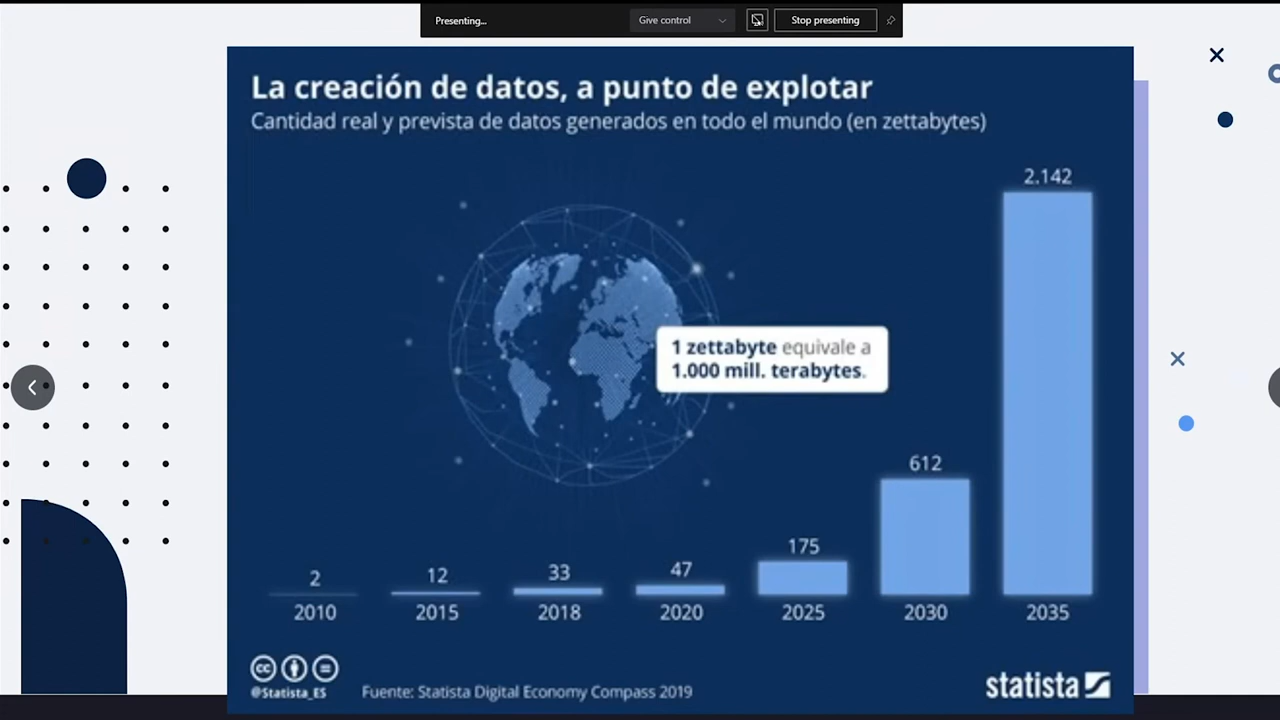 Presenting...
Give control
Stop presenting
La creación de datos, a punto de explotar
Cantidad real y prevista de datos generados en todo el mundo (en zettabytes)
2.142
1 zettabyte equivale a
1.000 mill. terabytes.
612
175
47
33
12
2
2010 2015 2018 2020 2025 2030 2035
cc
@Statista_ES
Fuente: Statista Digital Economy Compass 2019
statista